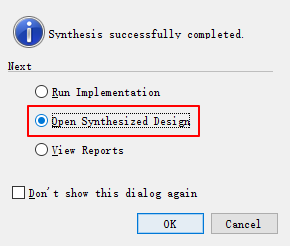 Synthesis successfully completed.
Next
Run Implementation
Open Synthesized Design
View Reports
Don't show this dialog again
OK
Cancel